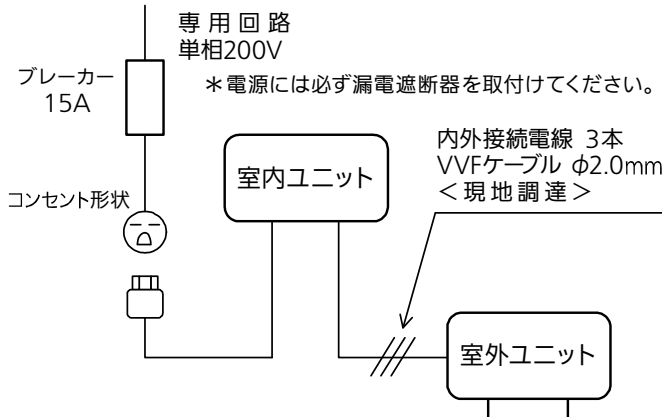 専用回路
単相200V
＊電源には必ず漏電遮断器を取付けてください。
ブレーカー
15A
内外接続電線 3本
VVFケーブル φ2.0mm
＜現地調達＞
室内ユニット
コンセント形状
室外ユニット